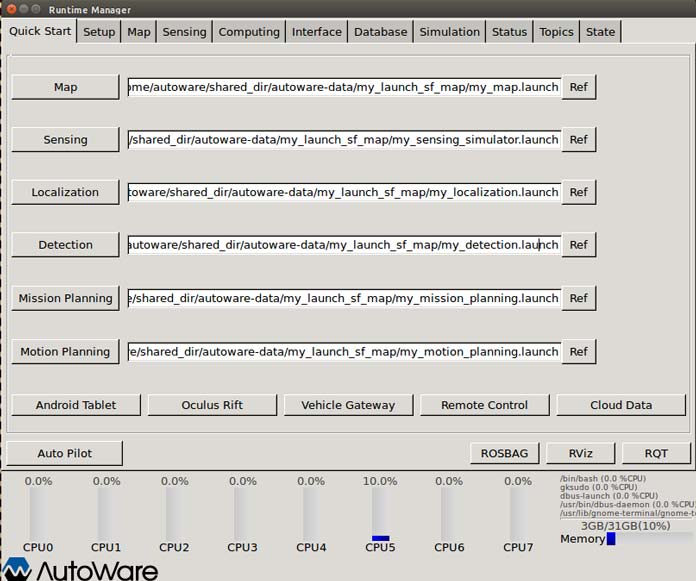 Runtime Manager
Quick Start Setup Map Sensing Computing Interface Database Simulation Status Topics State
Map ome/autoware/shared_dir/autoware-data/my_launch_sf_map/my_map.launch Ref
Sensing /shared_dir/autoware-data/my_launch_sf_map/my_sensing_simulator.launch Ref
Localization toware/shared_dir/autoware-data/my_launch_sf_map/my_localization.launch Ref
Detection autoware/shared_dir/autoware-data/my_launch_sf_map/my_detection.launch Ref
Mission Planning e/shared_dir/autoware-data/my_launch_sf_map/my_mission_planning.launch Ref
Motion Planning re/shared_dir/autoware-data/my_launch_sf_map/my_motion_planning.launch Ref
Android Tablet Oculus Rift Vehicle Gateway Remote Control Cloud Data
Auto Pilot ROSBAG RViz RQT
0.0% 0.0% 0.0% 0.0% 0.0% 10.0% 0.0% 0.0%
/bin/bash (0.0 %CPU)
gksudo (0.0 %CPU)
dbus-launch (0.0 %CPU)
/usr/bin/dbus-daemon (0.0 %CPU)
/usr/lib/gnome-terminal/gnome-te
3GB/31GB(10%)
Memory
CPU0 CPU1 CPU2 CPU3 CPU4 CPU5 CPU6 CPU7
AutoWare